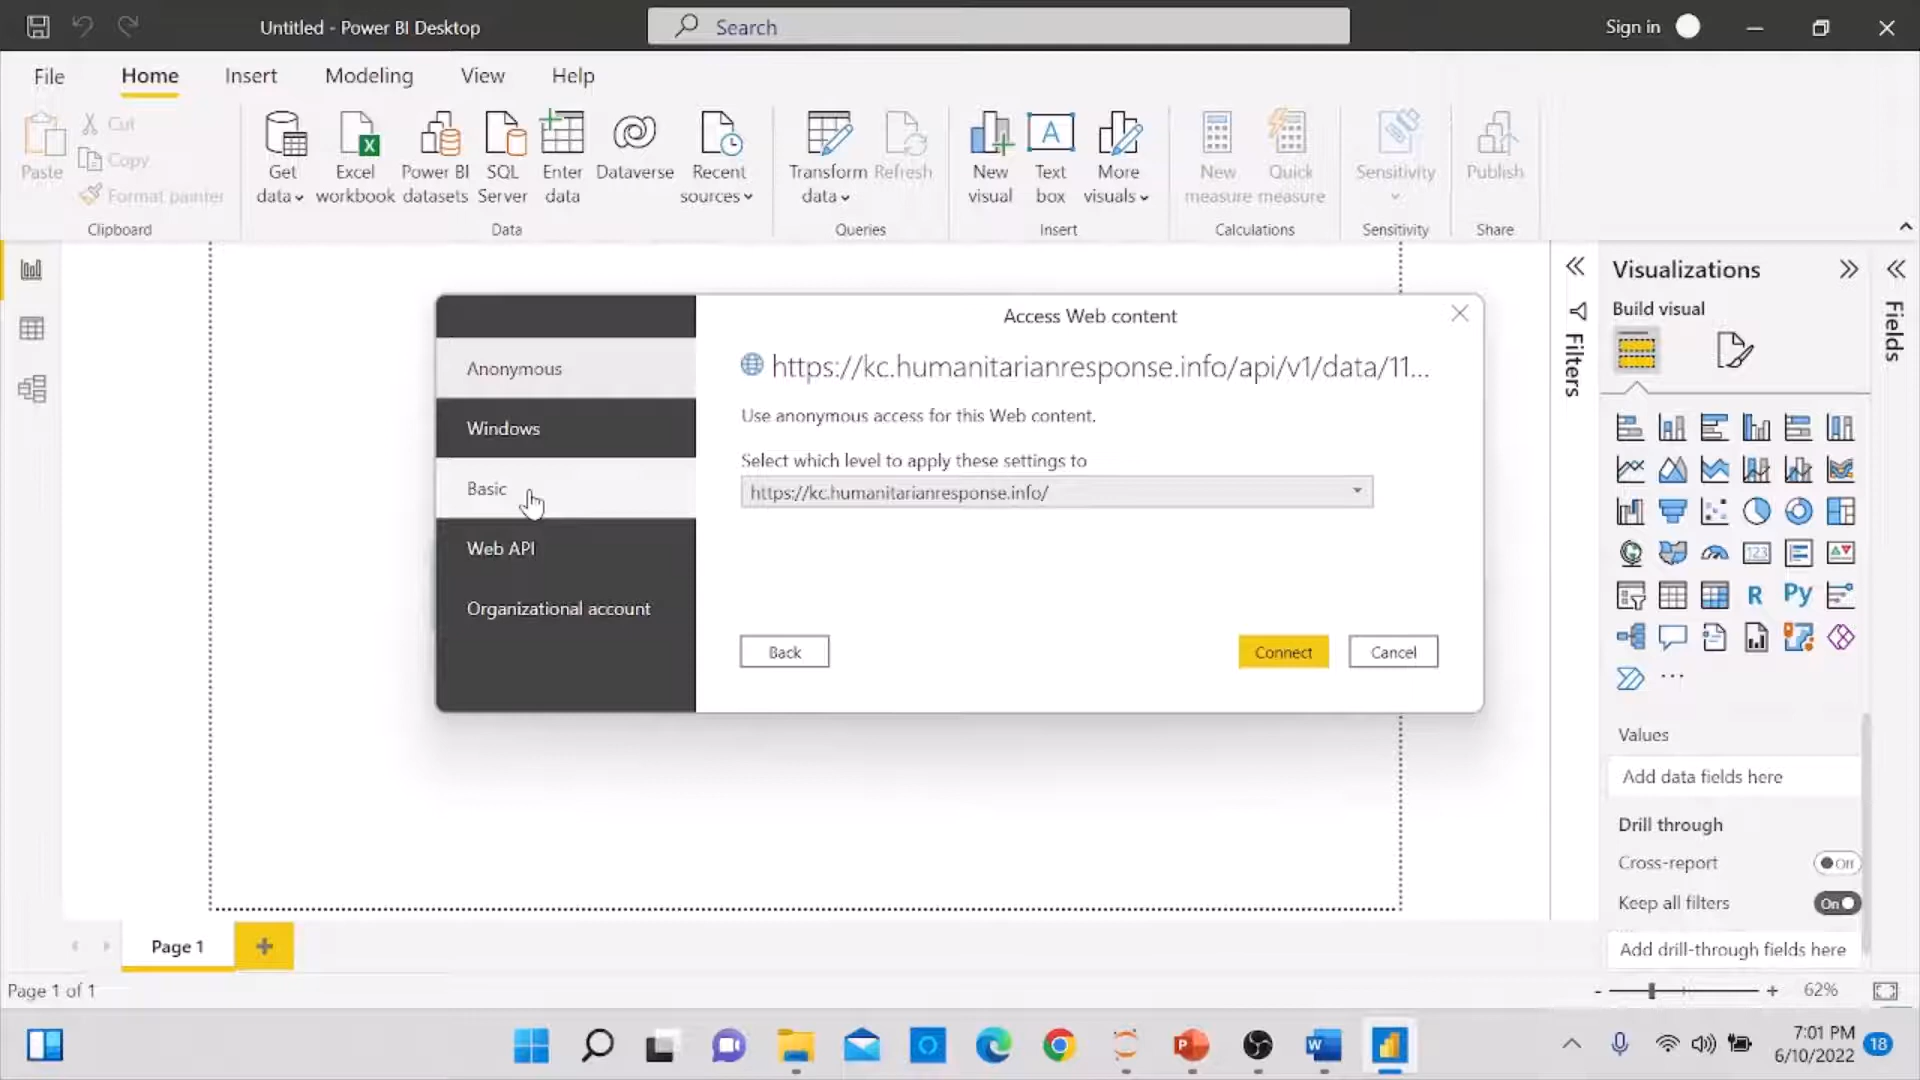 Untitled - Power BI Desktop
Search
Sign in
File
Home
Insert
Modeling
View
Help
Paste
Cut
Copy
Format painter
Clipboard
Get data
Excel workbook
Power BI datasets
SQL Server
Enter data
Dataverse
Recent sources
Data
Transform data
Refresh
Queries
New visual
A
Text box
More visuals
Insert
New measure
Quick measure
Calculations
Sensitivity
Sensitivity
Publish
Share
Access Web content
Anonymous
Windows
Basic
Web API
Organizational account
https://kc.humanitarianresponse.info/api/v1/data/11...
Use anonymous access for this Web content.
Select which level to apply these settings to
https://kc.humanitarianresponse.info/
Back
Connect
Cancel
Filters
Visualizations
Build visual
Fields
123
R
Py
...
Values
Add data fields here
Drill through
Cross-report
Off
Keep all filters
On
Add drill-through fields here
Page 1
+
Page 1 of 1
-
+
62%
P
W
7:01 PM
6/10/2022
18